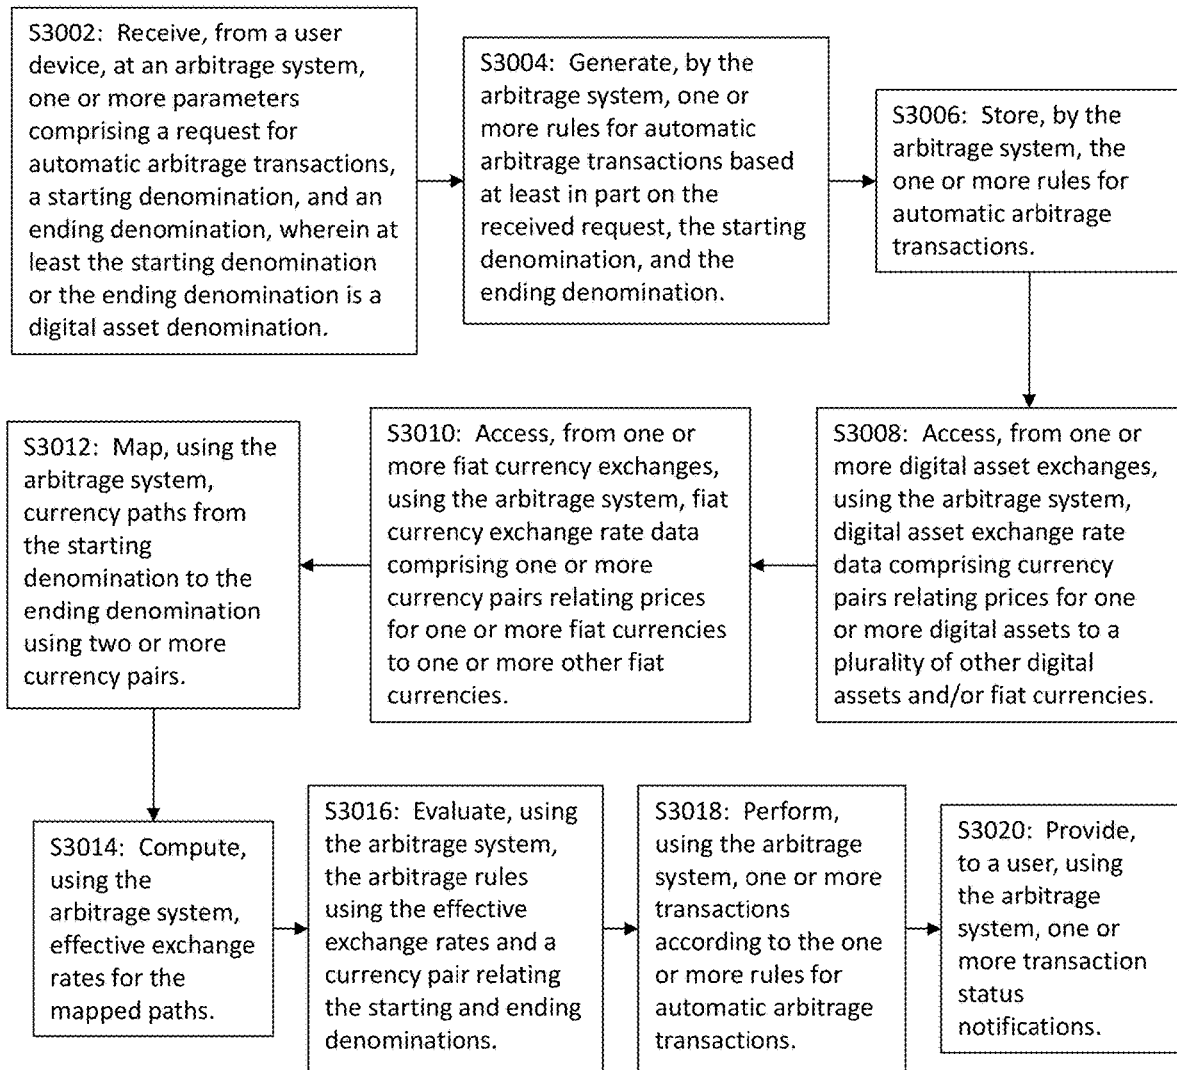 S3002: Receive, from a user
device, at an arbitrage system,
one or more parameters
comprising a request for
automatic arbitrage transactions,
a starting denomination, and an
ending denomination, wherein at
least the starting denomination
or the ending denomination is a
digital asset denomination.
S3004: Generate, by the
arbitrage system, one or
more rules for automatic
arbitrage transactions based
at least in part on the
received request, the starting
denomination, and the
ending denomination.
S3006: Store, by the
arbitrage system, the
one or more rules for
automatic arbitrage
transactions.
S3008: Access, from one or
more digital asset exchanges,
using the arbitrage system,
digital asset exchange rate
data comprising currency
pairs relating prices for one
or more digital assets to a
plurality of other digital
assets and/or fiat currencies.
S3010: Access, from one or
more fiat currency exchanges,
using the arbitrage system, fiat
currency exchange rate data
comprising one or more
currency pairs relating prices
for one or more fiat currencies
to one or more other fiat
currencies.
S3012: Map, using the
arbitrage system,
currency paths from
the starting
denomination to the
ending denomination
using two or more
currency pairs.
S3014: Compute,
using the
arbitrage system,
effective exchange
rates for the
mapped paths.
S3016: Evaluate, using
the arbitrage system,
the arbitrage rules
using the effective
exchange rates and a
currency pair relating
the starting and ending
denominations.
S3018: Perform,
using the arbitrage
system, one or more
transactions
according to the one
or more rules for
automatic arbitrage
transactions.
S3020: Provide,
to a user, using
the arbitrage
system, one or
more transaction
status
notifications.